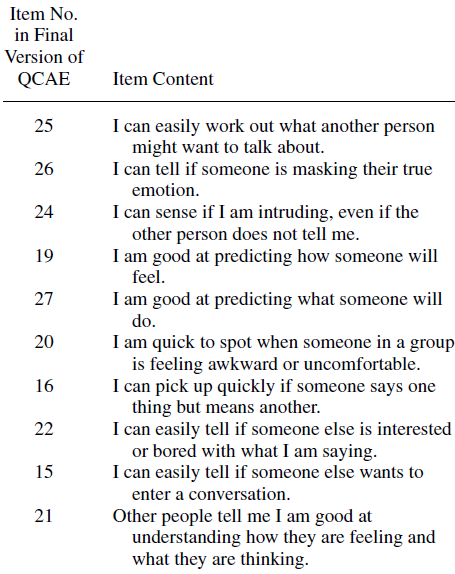 Item No.
in Final
Version of
QCAE Item Content
25 I can easily work out what another person
might want to talk about.
26 I can tell if someone is masking their true
emotion.
24 I can sense if I am intruding, even if the
other person does not tell me.
19 I am good at predicting how someone will
feel.
27 I am good at predicting what someone will
do.
20 I am quick to spot when someone in a group
is feeling awkward or uncomfortable.
16 I can pick up quickly if someone says one
thing but means another.
22 I can easily tell if someone else is interested
or bored with what I am saying.
15 I can easily tell if someone else wants to
enter a conversation.
21 Other people tell me I am good at
understanding how they are feeling and
what they are thinking.